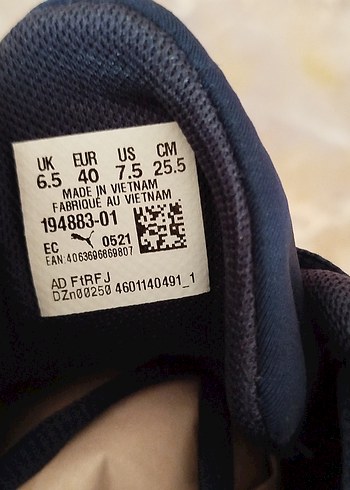 UK EUR US CM
6.5 40 7.5 25.5
MADE IN VIETNAM
FABRIQUÉ AU VIETNAM
194883-01
EC 0521
EAN:4063696869807
AD FtRFJ
DZn00250 4601140491_1